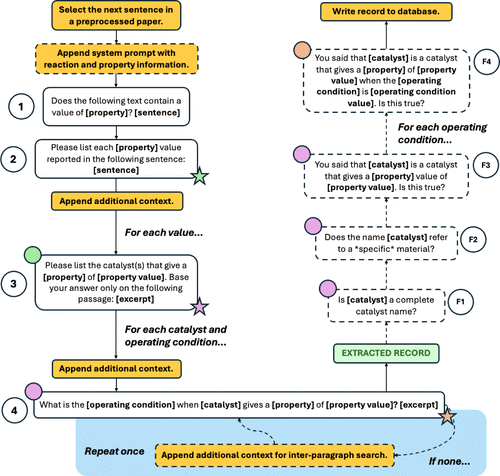 Select the next sentence in
a preprocessed paper.
Append system prompt with
reaction and property information.
1
Does the following text contain a
value of [property]? [sentence]
2
Please list each [property] value
reported in the following sentence:
[sentence]
Append additional context.
For each value...
3
Please list the catalyst(s) that give a
[property] of [property value]. Base
your answer only on the following
passage: [excerpt]
For each catalyst and
operating condition...
Append additional context.
4
What is the [operating condition] when [catalyst] gives a [property] of [property value]? [excerpt]
Repeat once
Append additional context for inter-paragraph search.
If none...
EXTRACTED RECORD
Is [catalyst] a complete
catalyst name?
F1
Does the name [catalyst] refer
to a *specific* material?
F2
You said that [catalyst] is a catalyst
that gives a [property] value of
[property value]. Is this true?
F3
For each operating
condition...
You said that [catalyst] is a catalyst
that gives a [property] of [property
value] when the [operating
condition] is [operating condition
value]. Is this true?
F4
Write record to database.